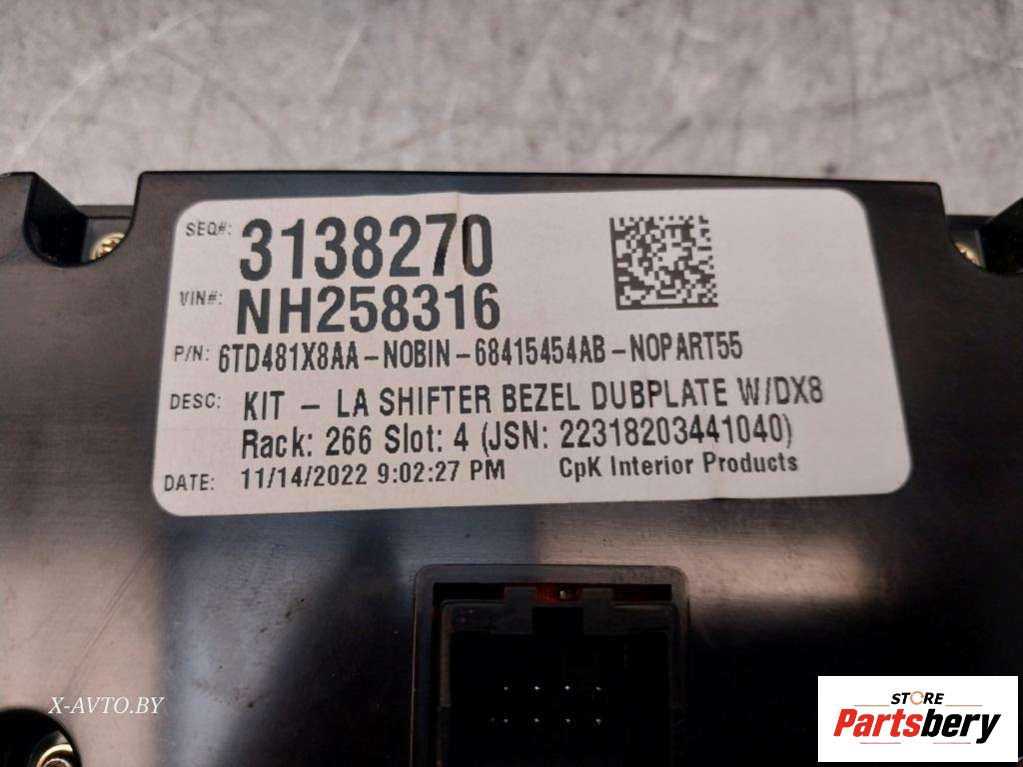 SEQ#: 3138270
VIN#: NH258316
P/N: 6TD481X8AA-NOBIN-68415454AB-NOPART55
DESC: KIT - LA SHIFTER BEZEL DUBPLATE W/DX8
Rack: 266 Slot: 4 (JSN: 22318203441040)
DATE: 11/14/2022 9:02:27 PM CpK Interior Products
X-AVTO.BY
STORE
Partsbery